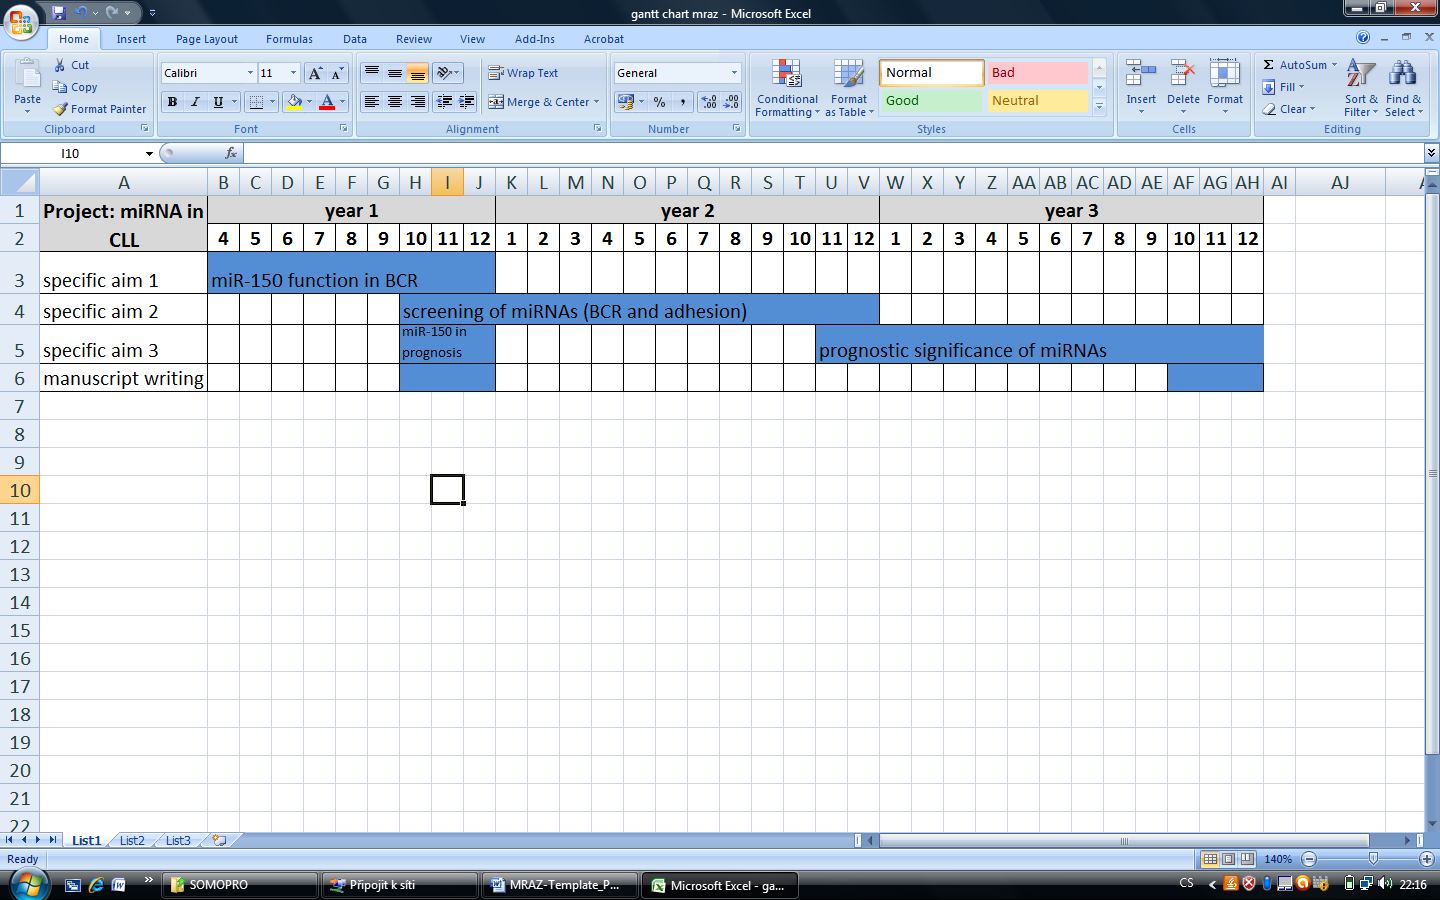 gantt chart mraz - Microsoft Excel
Home Insert Page Layout Formulas Data Review View Add-Ins Acrobat
Paste
Cut
Copy
Format Painter
Clipboard
Calibri 11
B I U
Font
Wrap Text
Merge & Center
Alignment
General
% ,
Number
Conditional Formatting
Format as Table
Normal Bad
Good Neutral
Styles
Insert Delete Format
Cells
Σ AutoSum
Fill
Clear
Sort & Filter
Find & Select
Editing
I10 fx
A B C D E F G H I J K L M N O P Q R S T U V W X Y Z AA AB AC AD AE AF AG AH AI AJ
1 Project: miRNA in year 1 year 2 year 3
2 CLL 4 5 6 7 8 9 10 11 12 1 2 3 4 5 6 7 8 9 10 11 12 1 2 3 4 5 6 7 8 9 10 11 12
3 specific aim 1 miR-150 function in BCR
4 specific aim 2 screening of miRNAs (BCR and adhesion)
miR-150 in
5 specific aim 3 prognosis prognostic significance of miRNAs
6 manuscript writing
7
8
9
10
11
12
13
14
15
16
17
18
19
20
21
22
List1 List2 List3
Ready 140%
SOMOPRO Připojit k síti MRAZ-Template_P... Microsoft Excel - ga... CS 22:16